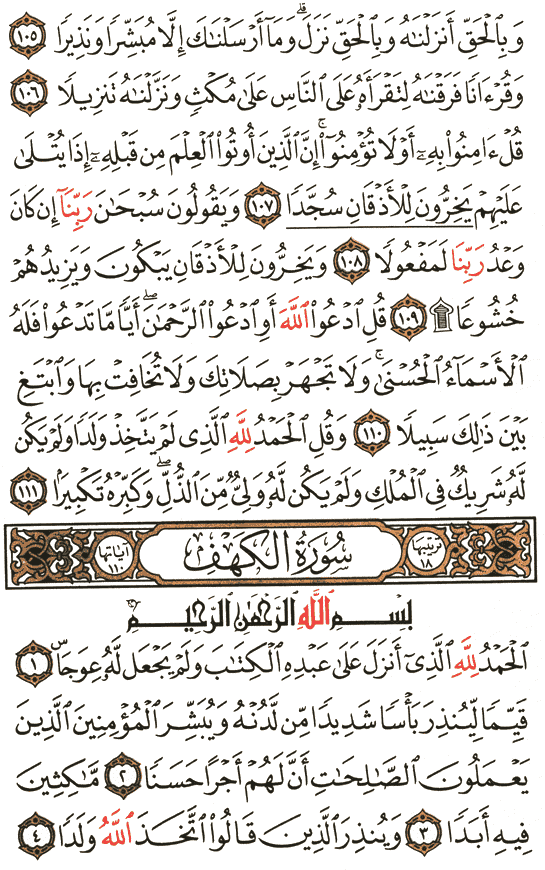 وَبِالْحَقِّ أَنزَلْنَٰهُ وَبِالْحَقِّ نَزَلَ ۗ وَمَآ أَرْسَلْنَٰكَ إِلَّا مُبَشِّرًا وَنَذِيرًا ١٠٥
وَقُرْءَانًا فَرَقْنَٰهُ لِتَقْرَأَهُۥ عَلَى ٱلنَّاسِ عَلَىٰ مُكْثٍ وَنَزَّلْنَٰهُ تَنزِيلًا ١٠٦
قُلْ ءَامِنُوا۟ بِهِۦٓ أَوْ لَا تُؤْمِنُوٓا۟ ۚ إِنَّ ٱلَّذِينَ أُوتُوا۟ ٱلْعِلْمَ مِن قَبْلِهِۦٓ إِذَا يُتْلَىٰ
عَلَيْهِمْ يَخِرُّونَ لِلْأَذْقَانِ سُجَّدًا ١٠٧ وَيَقُولُونَ سُبْحَٰنَ رَبِّنَآ إِن كَانَ
وَعْدُ رَبِّنَا لَمَفْعُولًا ١٠٨ وَيَخِرُّونَ لِلْأَذْقَانِ يَبْكُونَ وَيَزِيدُهُمْ
خُشُوعًا ۩ ١٠٩ قُلِ ٱدْعُوا۟ ٱللَّهَ أَوِ ٱدْعُوا۟ ٱلرَّحْمَٰنَ ۖ أَيًّا مَّا تَدْعُوا۟ فَلَهُ
ٱلْأَسْمَآءُ ٱلْحُسْنَىٰ ۚ وَلَا تَجْهَرْ بِصَلَاتِكَ وَلَا تُخَافِتْ بِهَا وَٱبْتَغِ
بَيْنَ ذَٰلِكَ سَبِيلًا ١١٠ وَقُلِ ٱلْحَمْدُ لِلَّهِ ٱلَّذِى لَمْ يَتَّخِذْ وَلَدًا وَلَمْ يَكُن
لَّهُۥ شَرِيكٌ فِى ٱلْمُلْكِ وَلَمْ يَكُن لَّهُۥ وَلِىٌّ مِّنَ ٱلذُّلِّ ۖ وَكَبِّرْهُ تَكْبِيرًۢا ١١١
ترتيبها ١٨ سُورَةُ الكَهْفِ آياتها ١١٠
بِسْمِ ٱللَّهِ ٱلرَّحْمَٰنِ ٱلرَّحِيمِ
ٱلْحَمْدُ لِلَّهِ ٱلَّذِىٓ أَنزَلَ عَلَىٰ عَبْدِهِ ٱلْكِتَٰبَ وَلَمْ يَجْعَل لَّهُۥ عِوَجَاۜ ١
قَيِّمًا لِّيُنذِرَ بَأْسًا شَدِيدًا مِّن لَّدُنْهُ وَيُبَشِّرَ ٱلْمُؤْمِنِينَ ٱلَّذِينَ
يَعْمَلُونَ ٱلصَّٰلِحَٰتِ أَنَّ لَهُمْ أَجْرًا حَسَنًا ٢ مَّٰكِثِينَ
فِيهِ أَبَدًا ٣ وَيُنذِرَ ٱلَّذِينَ قَالُوا۟ ٱتَّخَذَ ٱللَّهُ وَلَدًا ٤